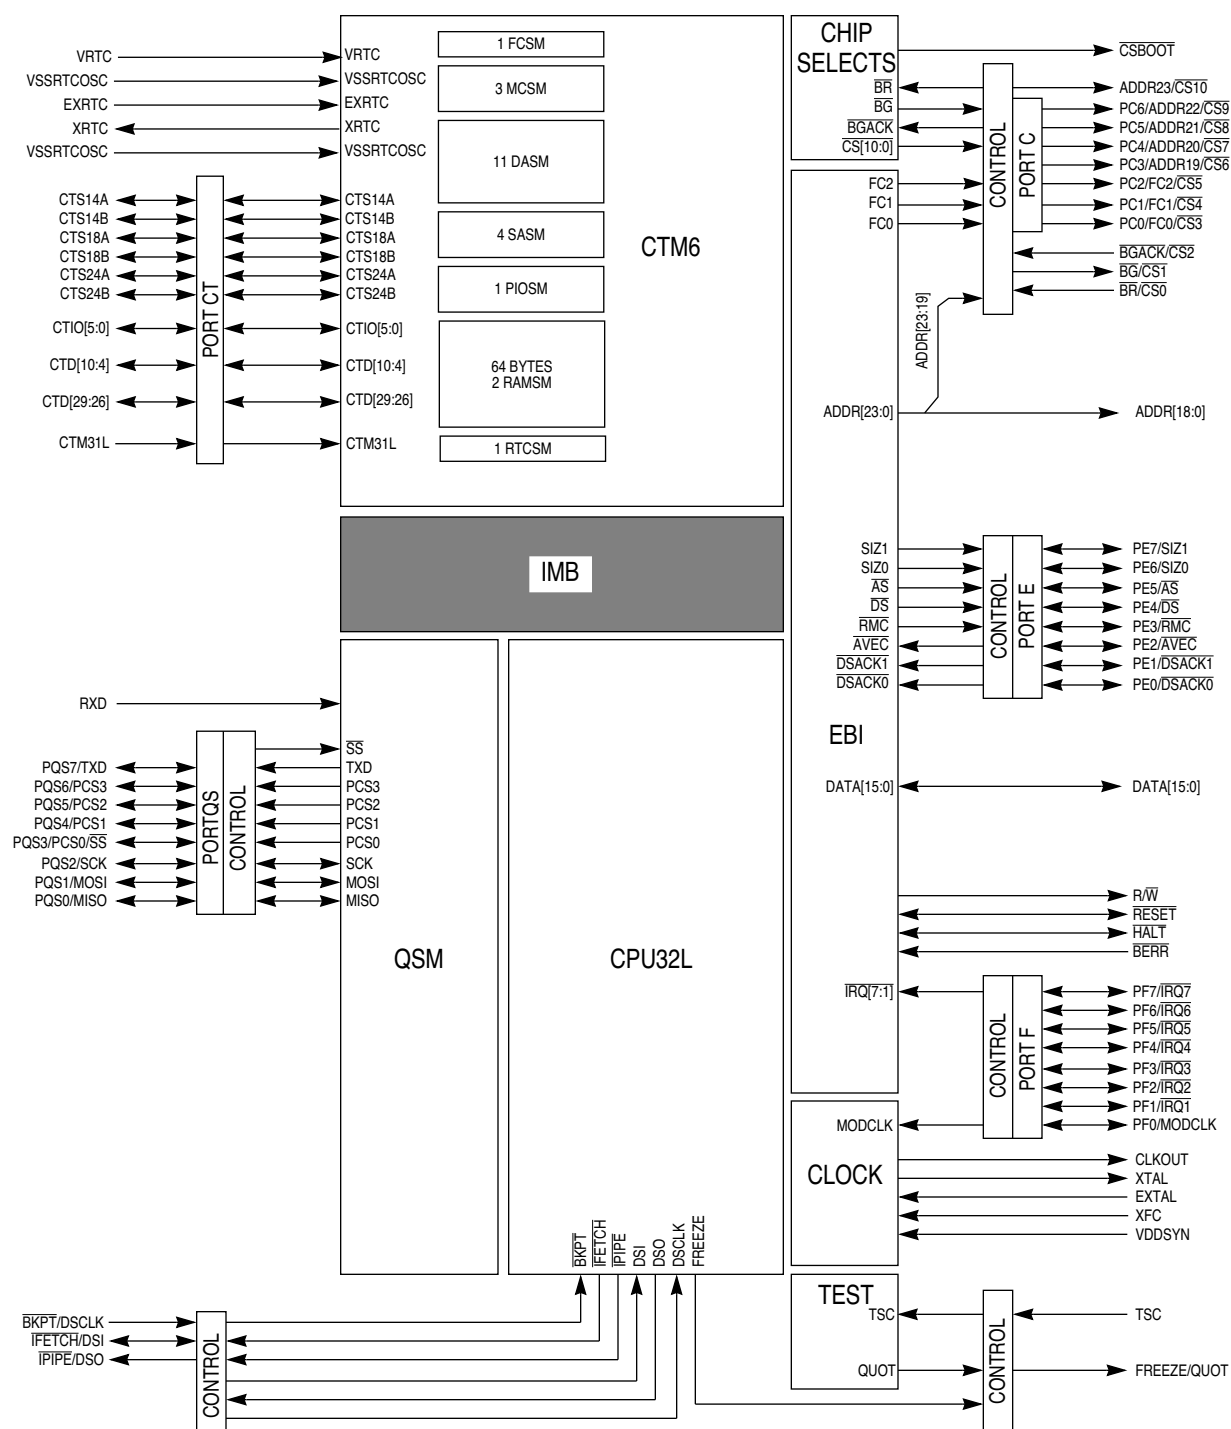 VRTC
VSSRTCOSC
EXRTC
XRTC
VSSRTCOSC
CTS14A
CTS14B
CTS18A
CTS18B
CTS24A
CTS24B
CTIO[5:0]
CTD[10:4]
CTD[29:26]
CTM31L
PORT CT
VRTC
VSSRTCOSC
EXRTC
XRTC
VSSRTCOSC
CTS14A
CTS14B
CTS18A
CTS18B
CTS24A
CTS24B
CTIO[5:0]
CTD[10:4]
CTD[29:26]
CTM31L
1 FCSM
3 MCSM
11 DASM
4 SASM
1 PIOSM
64 BYTES
2 RAMSM
1 RTCSM
CTM6
CHIP
SELECTS
BR
BG
BGACK
CS[10:0]
FC2
FC1
FC0
ADDR[23:19]
CONTROL
PORT C
CSBOOT
ADDR23/CS10
PC6/ADDR22/CS9
PC5/ADDR21/CS8
PC4/ADDR20/CS7
PC3/ADDR19/CS6
PC2/FC2/CS5
PC1/FC1/CS4
PC0/FC0/CS3
BGACK/CS2
BG/CS1
BR/CS0
ADDR[23:0]
ADDR[18:0]
IMB
SIZ1
SIZ0
AS
DS
RMC
AVEC
DSACK1
DSACK0
CONTROL
PORT E
PE7/SIZ1
PE6/SIZ0
PE5/AS
PE4/DS
PE3/RMC
PE2/AVEC
PE1/DSACK1
PE0/DSACK0
EBI
DATA[15:0]
DATA[15:0]
R/W
RESET
HALT
BERR
RXD
PQS7/TXD
PQS6/PCS3
PQS5/PCS2
PQS4/PCS1
PQS3/PCS0/SS
PQS2/SCK
PQS1/MOSI
PQS0/MISO
PORTQS
CONTROL
SS
TXD
PCS3
PCS2
PCS1
PCS0
SCK
MOSI
MISO
QSM
CPU32L
IRQ[7:1]
CONTROL
PORT F
PF7/IRQ7
PF6/IRQ6
PF5/IRQ5
PF4/IRQ4
PF3/IRQ3
PF2/IRQ2
PF1/IRQ1
PF0/MODCLK
MODCLK
CLOCK
CLKOUT
XTAL
EXTAL
XFC
VDDSYN
BKPT
IFETCH
IPIPE
DSI
DSO
DSCLK
FREEZE
BKPT/DSCLK
IFETCH/DSI
IPIPE/DSO
CONTROL
TEST
TSC
QUOT
CONTROL
TSC
FREEZE/QUOT